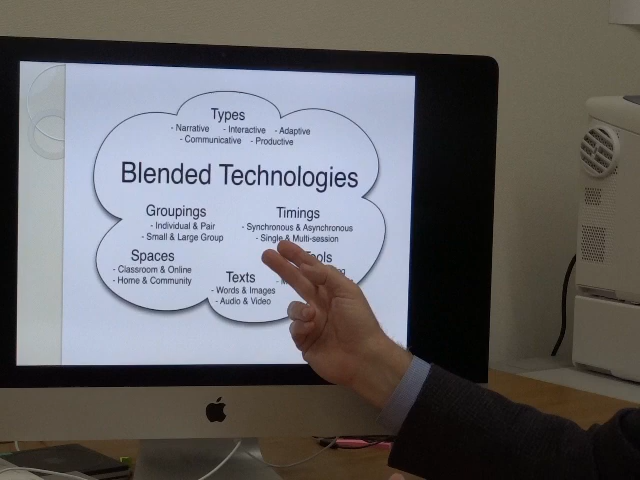 Types
- Narrative - Interactive - Adaptive
- Communicative - Productive
Blended Technologies
Groupings
- Individual & Pair
- Small & Large Group
Timings
- Synchronous & Asynchronous
- Single & Multi-session
Spaces
- Classroom & Online
- Home & Community
Texts
- Words & Images
- Audio & Video
Tools